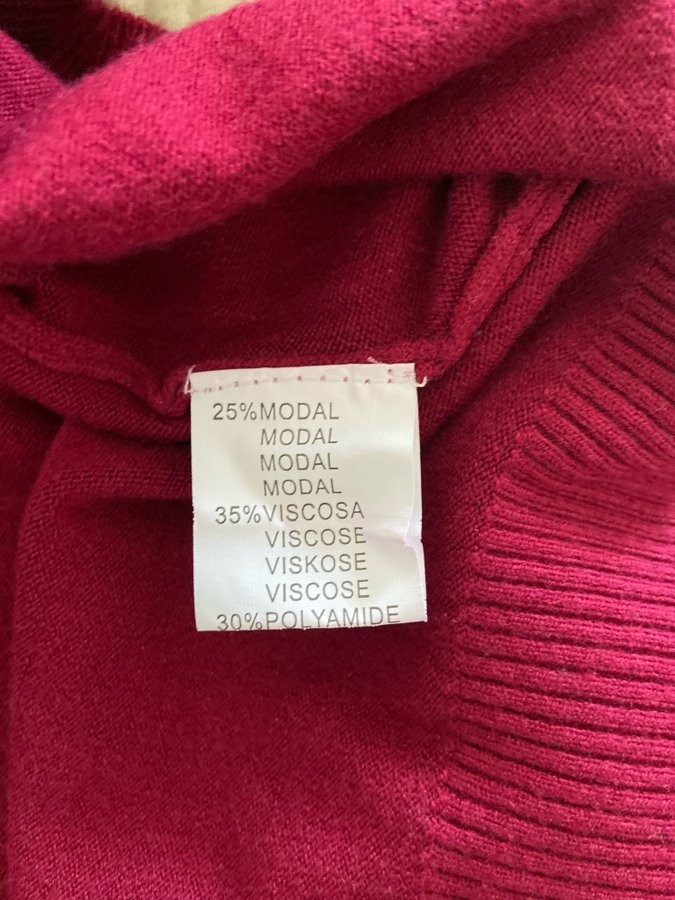 25%MODAL
MODAL
MODAL
MODAL
35%VISCOSA
VISCOSE
VISKOSE
VISCOSE
30%POLYAMIDE